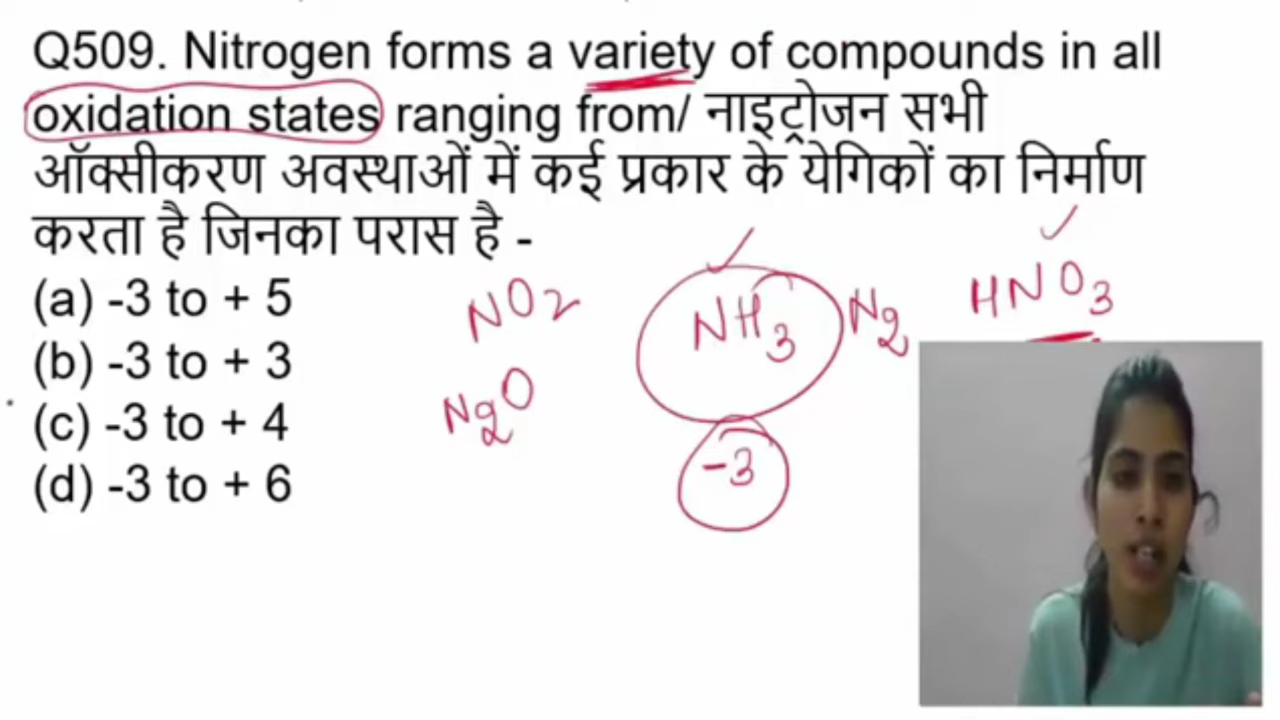 Q509. Nitrogen forms a variety of compounds in all
oxidation states ranging from/ नाइट्रोजन सभी
ऑक्सीकरण अवस्थाओं में कई प्रकार के येगिकों का निर्माण
करता है जिनका परास है -
(a) -3 to + 5
(b) -3 to + 3
(c) -3 to + 4
(d) -3 to + 6
NO2
NH3
N2
HNO3
N2O
-3